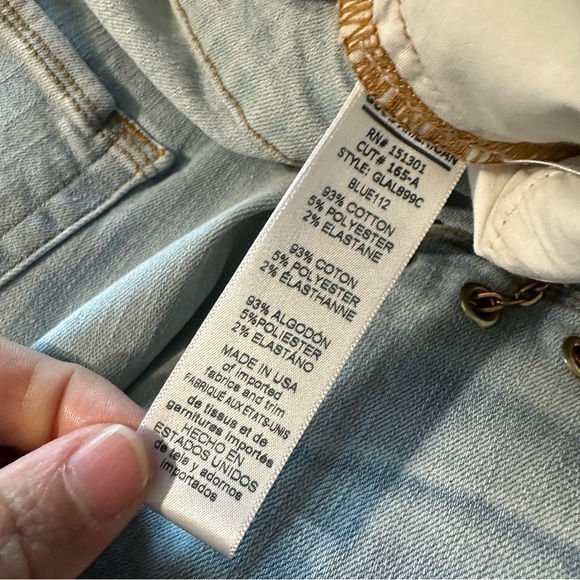 RN# 151301
CUT# 165-A
STYLE: GLAL899C
BLUE112
93% COTTON
5% POLYESTER
2% ELASTANE
93% COTON
5% POLYESTER
2% ÉLASTHANNE
93% ALGODÓN
5%POLIESTER
2% ELASTANO
MADE IN USA
of imported
fabrics and trim
FABRIQUE AUX ETATS-UNIS
de tissus et de
garnitures importés
HECHO EN
ESTADOS UNIDOS
de tela y adornos
importados